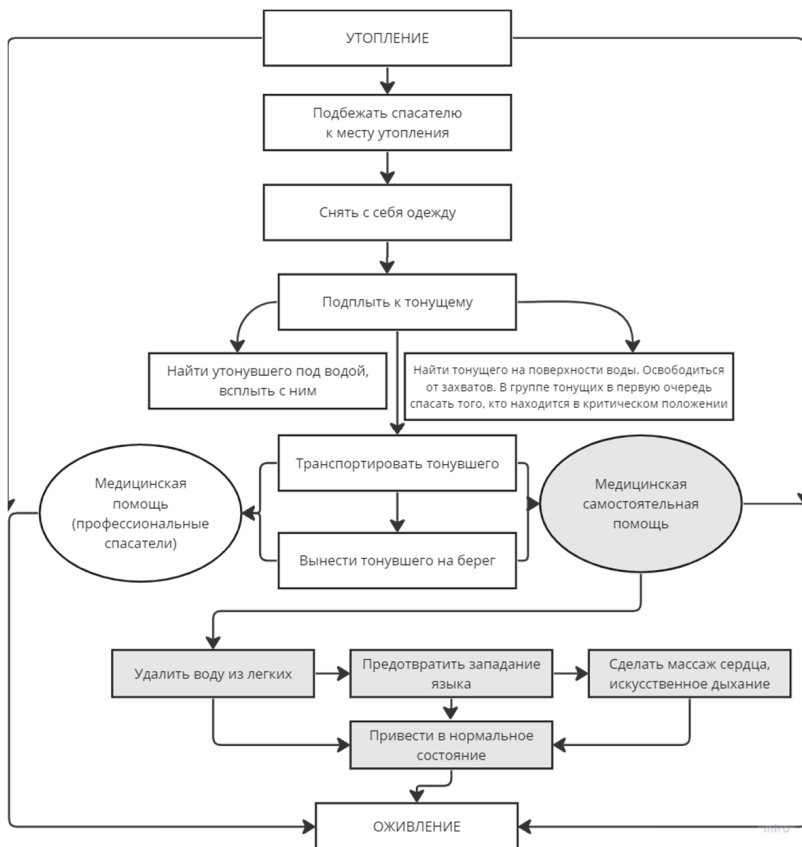 УТОПЛЕНИЕ
Подбежать спасателю
к месту утопления
Снять с себя одежду
Подплыть к тонущему
Найти утонувшего под водой,
всплыть с ним
Найти тонущего на поверхности воды. Освободиться
от захватов. В группе тонущих в первую очередь
спасать того, кто находится в критическом положении
Транспортировать тонувшего
Медицинская
помощь
(профессиональные
спасатели)
Медицинская
самостоятельная
помощь
Вынести тонувшего на берег
Удалить воду из легких
Предотвратить западание
языка
Сделать массаж сердца,
искусственное дыхание
Привести в нормальное
состояние
ОЖИВЛЕНИЕ
miro